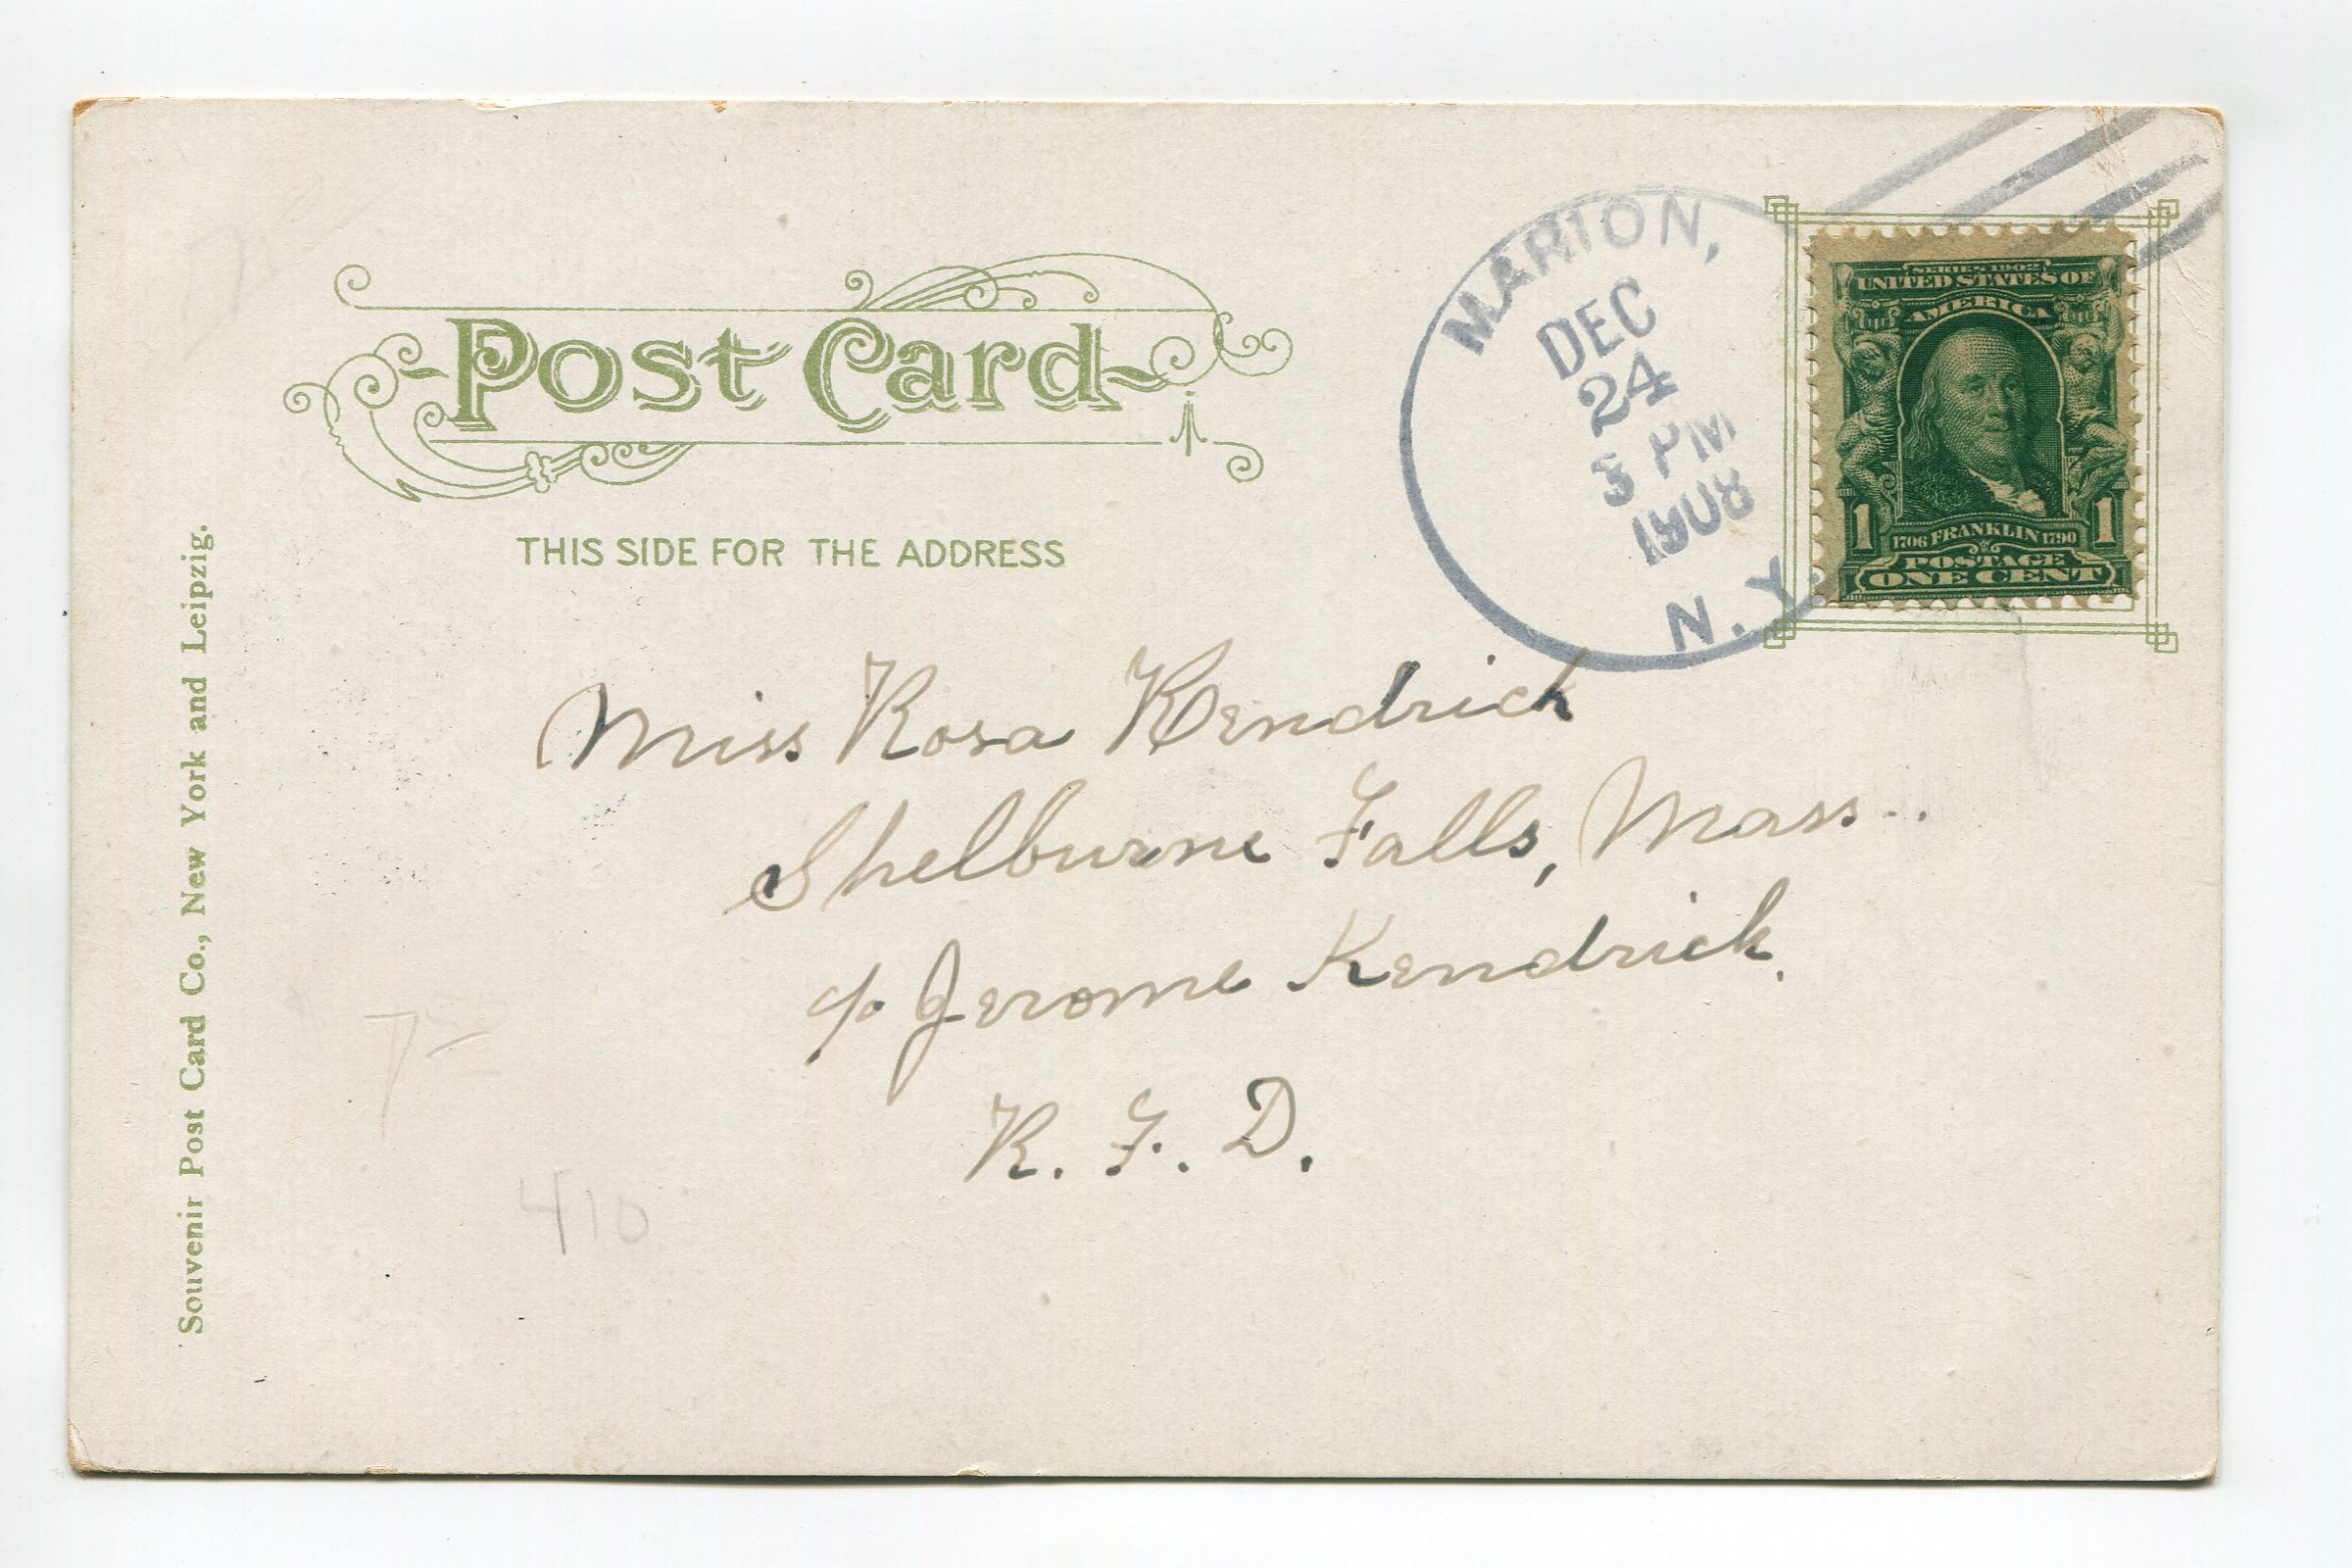 Post Card
THIS SIDE FOR THE ADDRESS
MARION,
DEC
24
PM
1908
N.Y.
SERIES 1902
UNITED STATES OF
AMERICA
1 1
1706 FRANKLIN 1790
POSTAGE
ONE CENT
Miss Rosa Kendrick
Shelburne Falls, Mass..
c/o Jerome Kendrick.
R. F. D.
410
Souvenir Post Card Co., New York and Leipzig.